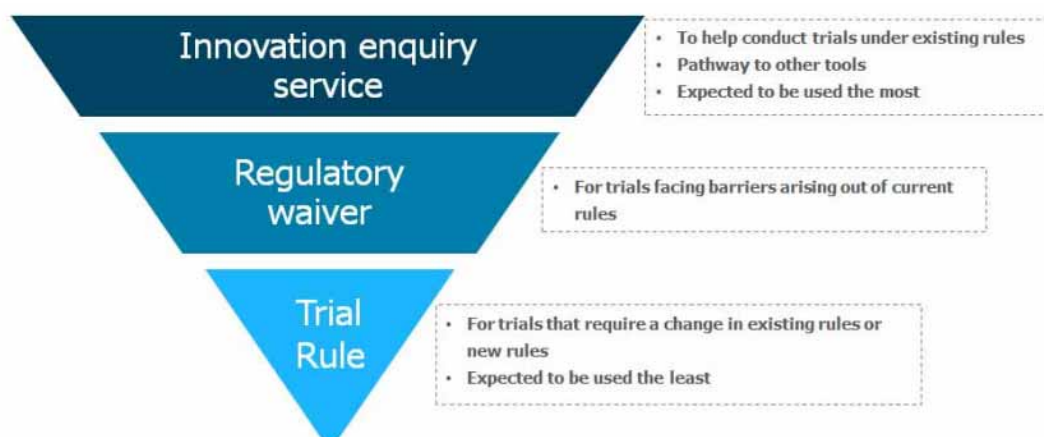 Innovation enquiry
service
• To help conduct trials under existing rules
• Pathway to other tools
• Expected to be used the most
Regulatory
waiver
• For trials facing barriers arising out of current
rules
Trial
Rule
• For trials that require a change in existing rules or
new rules
• Expected to be used the least